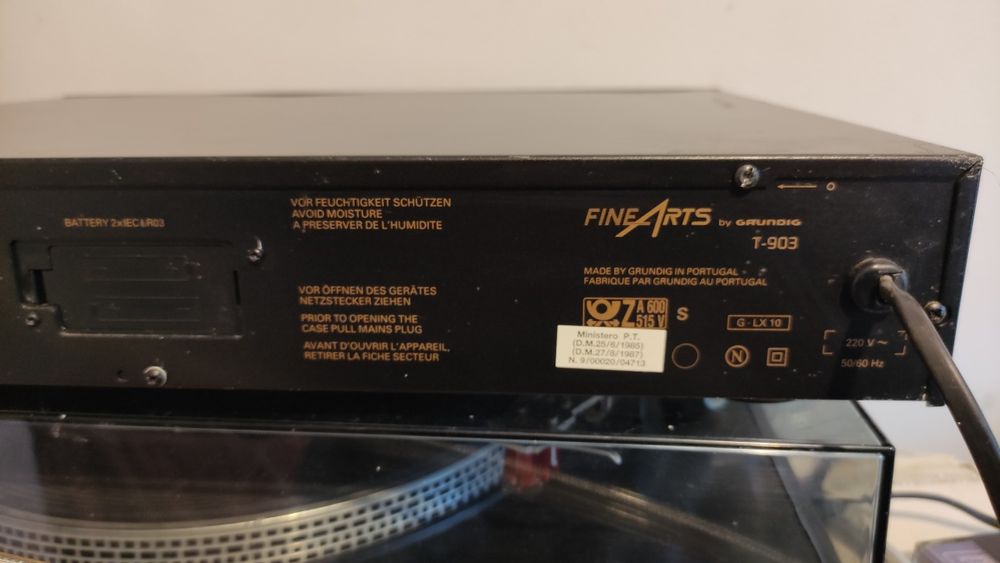 BATTERY 2xIEC LR03
VOR FEUCHTIGKEIT SCHÜTZEN
AVOID MOISTURE
A PRESERVER DE L'HUMIDITE
VOR ÖFFNEN DES GERÄTES
NETZSTECKER ZIEHEN
PRIOR TO OPENING THE
CASE PULL MAINS PLUG
AVANT D'OUVRIR L'APPAREIL,
RETIRER LA FICHE SECTEUR
FINE ARTS by GRUNDIG
T-903
MADE BY GRUNDIG IN PORTUGAL
FABRIQUE PAR GRUNDIG AU PORTUGAL
Z A 600
515 V
S
G - LX 10
Ministero P.T.
(D.M.25/6/1985)
(D.M.27/8/1987)
N. 9/00020/04713
N
220 V ~
50/60 Hz